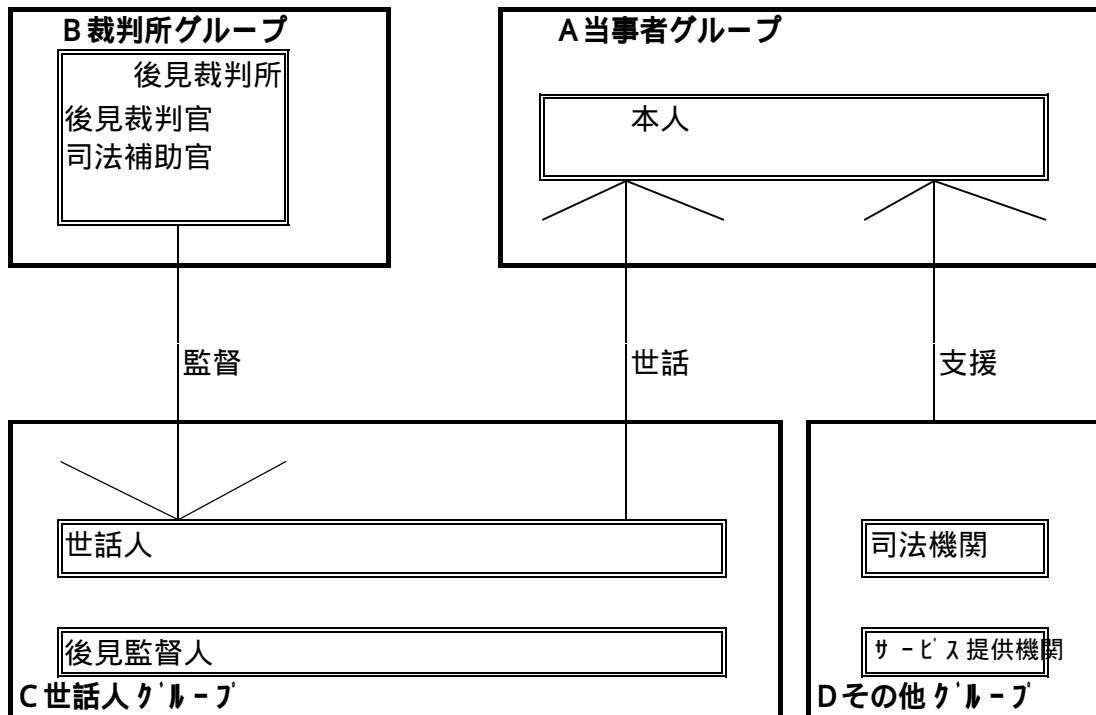 B裁判所グループ
後見裁判所
後見裁判官
司法補助官
A当事者グループ
本人
監督
世話
支援
世話人
後見監督人
C世話人グループ
司法機関
サービス提供機関
Dその他グループ